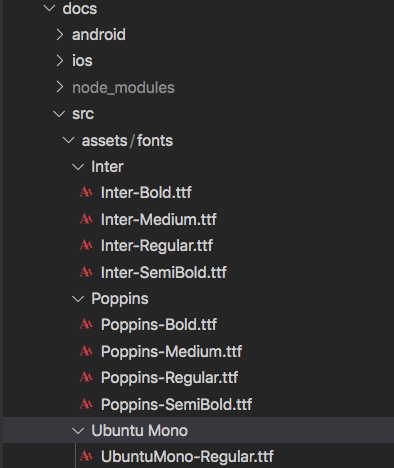 docs
android
ios
node_modules
src
assets/fonts
Inter
Inter-Bold.ttf
Inter-Medium.ttf
Inter-Regular.ttf
Inter-SemiBold.ttf
Poppins
Poppins-Bold.ttf
Poppins-Medium.ttf
Poppins-Regular.ttf
Poppins-SemiBold.ttf
Ubuntu Mono
UbuntuMono-Regular.ttf